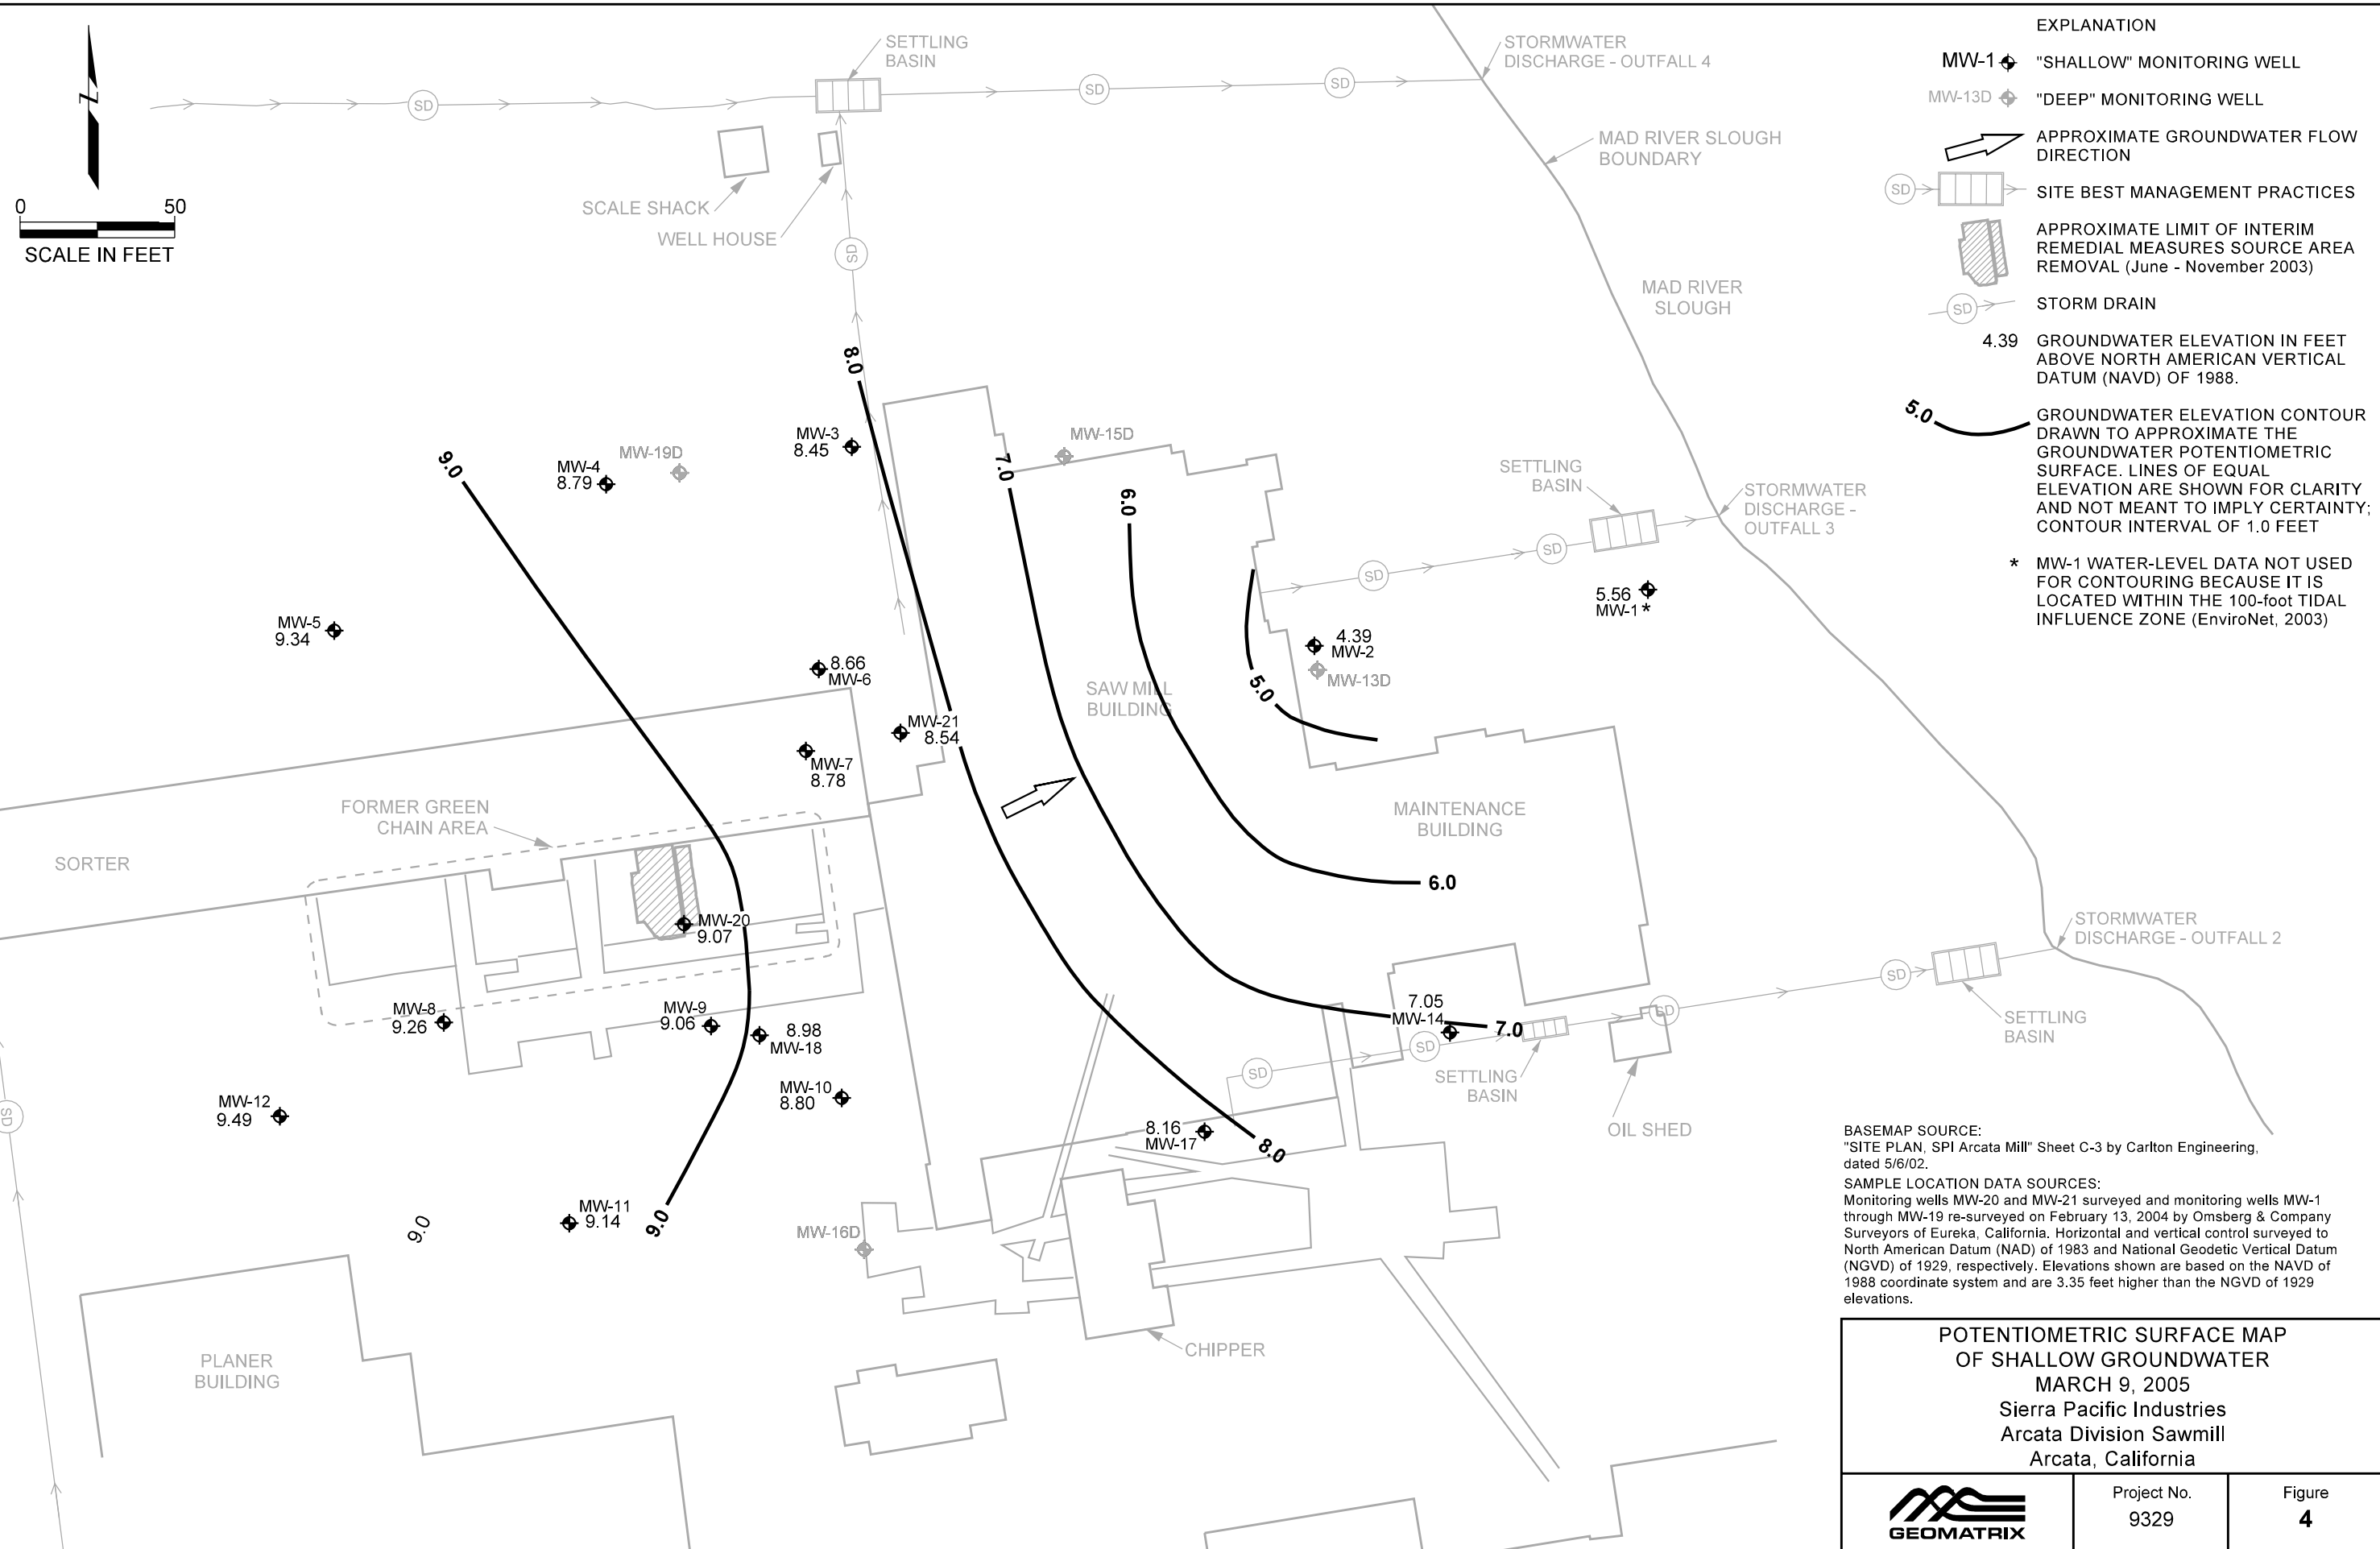 EXPLANATION
MW-1 "SHALLOW" MONITORING WELL
MW-13D "DEEP" MONITORING WELL
APPROXIMATE GROUNDWATER FLOW
DIRECTION
SD
SITE BEST MANAGEMENT PRACTICES
APPROXIMATE LIMIT OF INTERIM
REMEDIAL MEASURES SOURCE AREA
REMOVAL (June - November 2003)
SD
STORM DRAIN
4.39 GROUNDWATER ELEVATION IN FEET
ABOVE NORTH AMERICAN VERTICAL
DATUM (NAVD) OF 1988.
5.0
GROUNDWATER ELEVATION CONTOUR
DRAWN TO APPROXIMATE THE
GROUNDWATER POTENTIOMETRIC
SURFACE. LINES OF EQUAL
ELEVATION ARE SHOWN FOR CLARITY
AND NOT MEANT TO IMPLY CERTAINTY;
CONTOUR INTERVAL OF 1.0 FEET
* MW-1 WATER-LEVEL DATA NOT USED
FOR CONTOURING BECAUSE IT IS
LOCATED WITHIN THE 100-foot TIDAL
INFLUENCE ZONE (EnviroNet, 2003)
Z
0 50
SCALE IN FEET
SETTLING
BASIN
STORMWATER
DISCHARGE - OUTFALL 4
SD
SD
SD
MAD RIVER SLOUGH
BOUNDARY
SCALE SHACK
WELL HOUSE
SD
MAD RIVER
SLOUGH
8.0
MW-3
8.45
MW-15D
9.0
MW-4
8.79
MW-19D
7.0
6.0
SETTLING
BASIN
STORMWATER
DISCHARGE -
OUTFALL 3
SD
SD
5.56
MW-1*
MW-5
9.34
4.39
MW-2
MW-13D
8.66
MW-6
SAW MILL
BUILDING
5.0
MW-21
8.54
MW-7
8.78
FORMER GREEN
CHAIN AREA
MAINTENANCE
BUILDING
SORTER
6.0
MW-20
9.07
STORMWATER
DISCHARGE - OUTFALL 2
SD
MW-8
9.26
MW-9
9.06
8.98
MW-18
7.05
MW-14
7.0
SD
SD
SD
SETTLING
BASIN
SETTLING
BASIN
OIL SHED
MW-10
8.80
MW-12
9.49
SD
8.16
MW-17
8.0
MW-11
9.14
9.0
9.0
MW-16D
PLANER
BUILDING
CHIPPER
BASEMAP SOURCE:
"SITE PLAN, SPI Arcata Mill" Sheet C-3 by Carlton Engineering,
dated 5/6/02.
SAMPLE LOCATION DATA SOURCES:
Monitoring wells MW-20 and MW-21 surveyed and monitoring wells MW-1
through MW-19 re-surveyed on February 13, 2004 by Omsberg & Company
Surveyors of Eureka, California. Horizontal and vertical control surveyed to
North American Datum (NAD) of 1983 and National Geodetic Vertical Datum
(NGVD) of 1929, respectively. Elevations shown are based on the NAVD of
1988 coordinate system and are 3.35 feet higher than the NGVD of 1929
elevations.
POTENTIOMETRIC SURFACE MAP
OF SHALLOW GROUNDWATER
MARCH 9, 2005
Sierra Pacific Industries
Arcata Division Sawmill
Arcata, California
GEOMATRIX
Project No.
9329
Figure
4